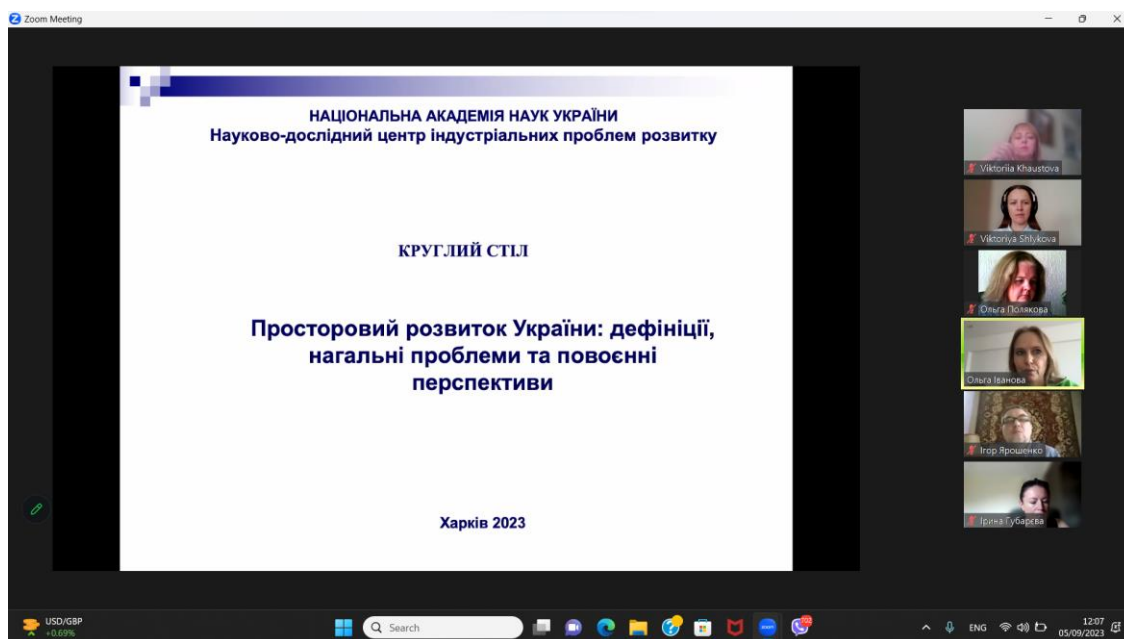 Zoom Meeting
НАЦІОНАЛЬНА АКАДЕМІЯ НАУК УКРАЇНИ
Науково-дослідний центр індустріальних проблем розвитку
КРУГЛИЙ СТІЛ
Просторовий розвиток України: дефініції,
нагальні проблеми та повоєнні
перспективи
Харків 2023
Viktoriia Khaustova
Viktoriya Shlykova
Ольга Полякова
Ольга Іванова
Ігор Ярошенко
Ірина Губарєва
USD/GBP
+0.69%
Search
zoom
702
ENG
12:07
05/09/2023